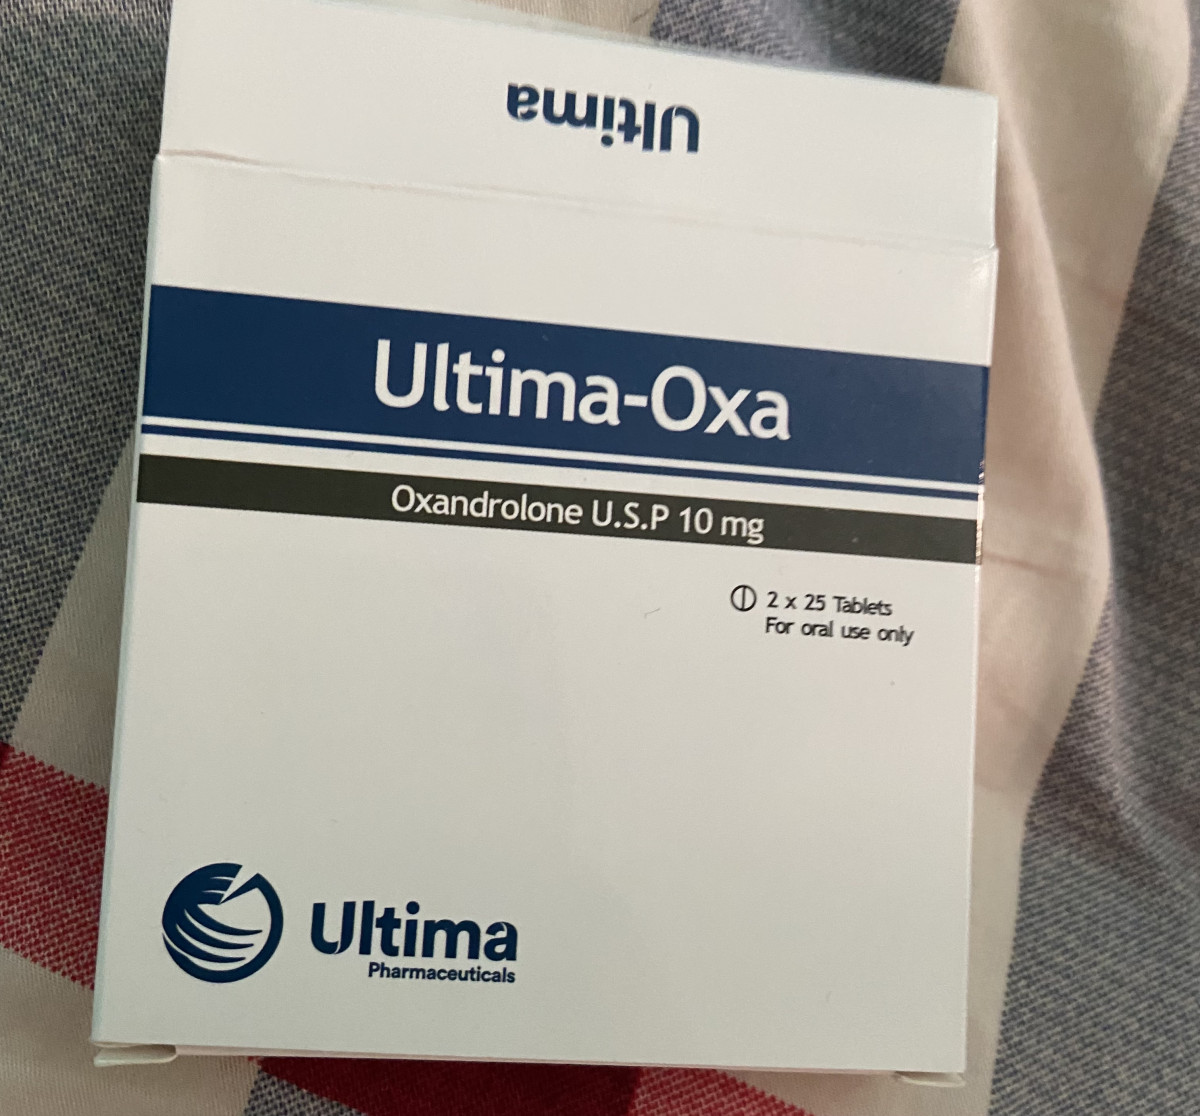 Ultima
Ultima-Oxa
Oxandrolone U.S.P 10 mg
2 x 25 Tablets
For oral use only
Ultima
Pharmaceuticals